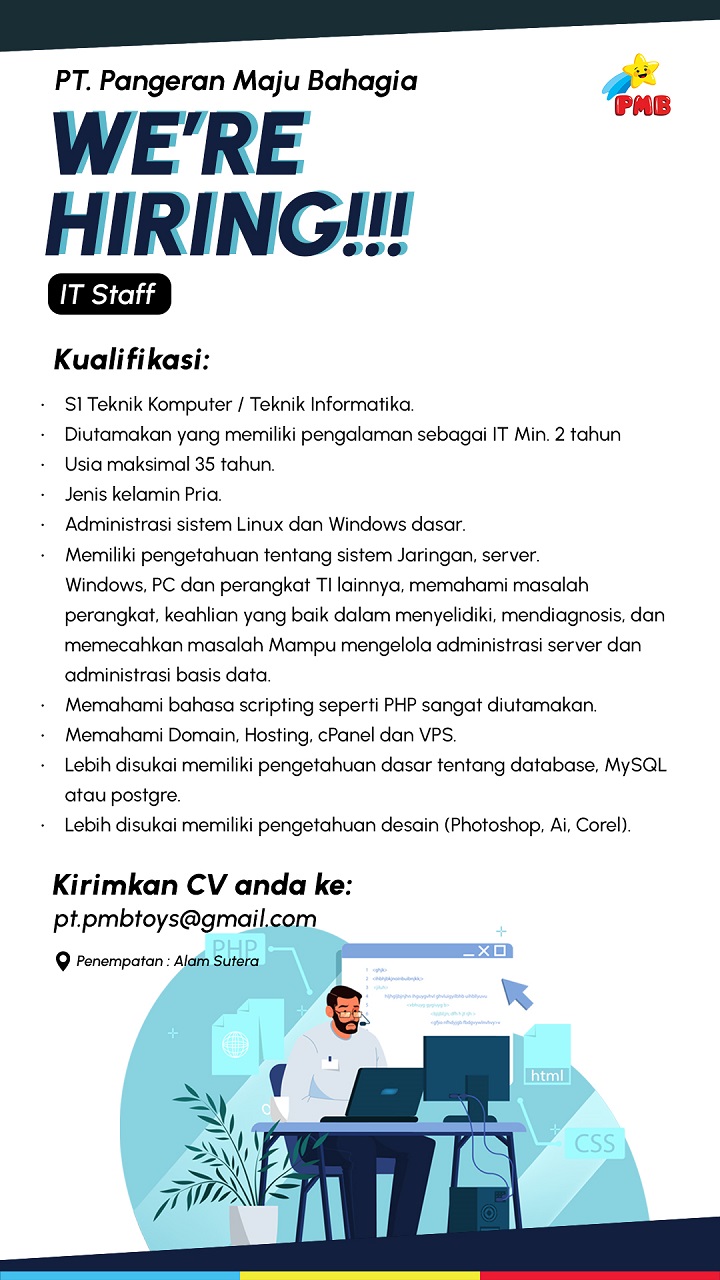 PT. Pangeran Maju Bahagia
PMB
WE'RE
HIRING!!!
IT Staff
Kualifikasi:
· S1 Teknik Komputer / Teknik Informatika.
· Diutamakan yang memiliki pengalaman sebagai IT Min. 2 tahun
· Usia maksimal 35 tahun.
· Jenis kelamin Pria.
· Administrasi sistem Linux dan Windows dasar.
· Memiliki pengetahuan tentang sistem Jaringan, server.
Windows, PC dan perangkat TI lainnya, memahami masalah
perangkat, keahlian yang baik dalam menyelidiki, mendiagnosis, dan
memecahkan masalah Mampu mengelola administrasi server dan
administrasi basis data.
· Memahami bahasa scripting seperti PHP sangat diutamakan.
· Memahami Domain, Hosting, cPanel dan VPS.
· Lebih disukai memiliki pengetahuan dasar tentang database, MySQL
atau postgre.
· Lebih disukai memiliki pengetahuan desain (Photoshop, Ai, Corel).
Kirimkan CV anda ke:
pt.pmbtoys@gmail.com
PHP
Penempatan : Alam Sutera
html
CSS